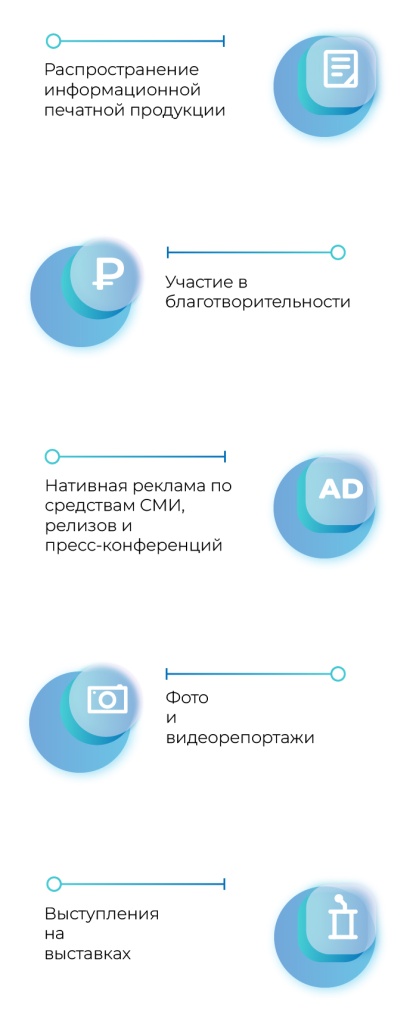 Распространение
информационной
печатной продукции
₽
Участие в
благотворительности
Нативная реклама по
средствам СМИ,
релизов и
пресс-конференций
AD
Фото
и
видеорепортажи
Выступления
на
выставках